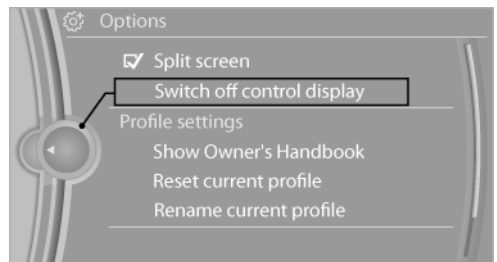 Options
Split screen
Switch off control display
Profile settings
Show Owner's Handbook
Reset current profile
Rename current profile